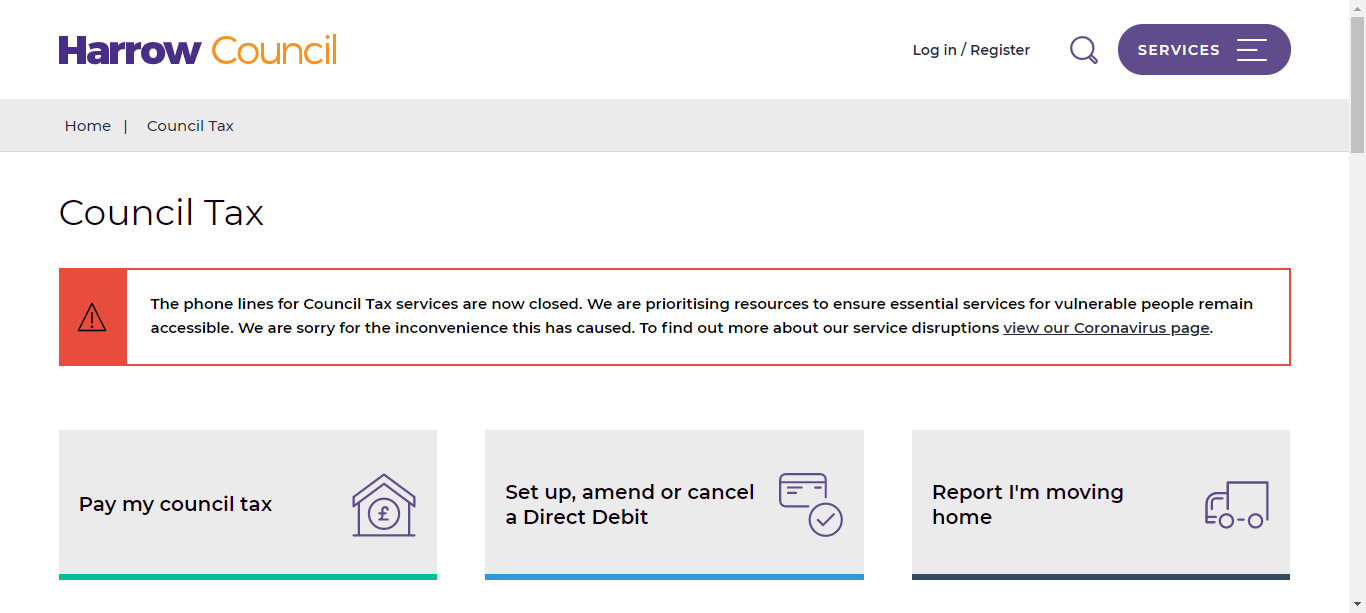 Harrow Council
Log in / Register
SERVICES
Home | Council Tax
Council Tax
The phone lines for Council Tax services are now closed. We are prioritising resources to ensure essential services for vulnerable people remain
accessible. We are sorry for the inconvenience this has caused. To find out more about our service disruptions view our Coronavirus page.
Pay my council tax
£
Set up, amend or cancel
a Direct Debit
Report I'm moving
home